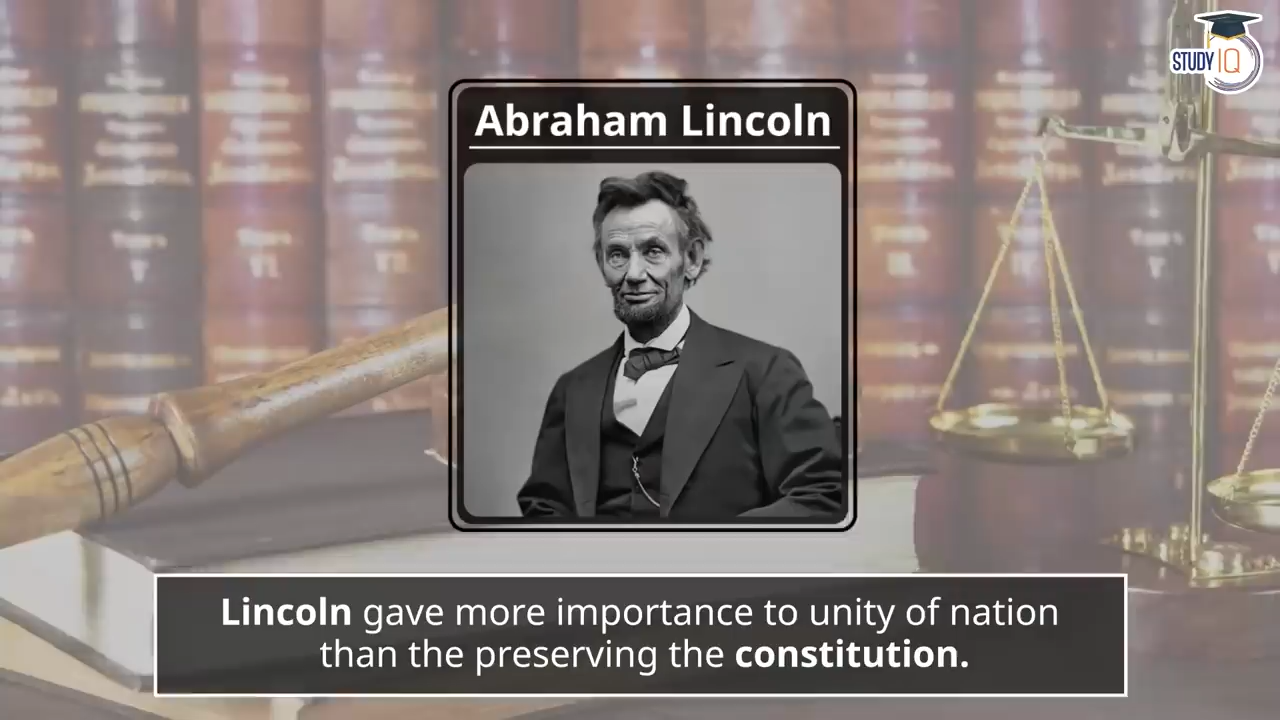 STUDY IQ
Abraham Lincoln
Lincoln gave more importance to unity of nation
than the preserving the constitution.